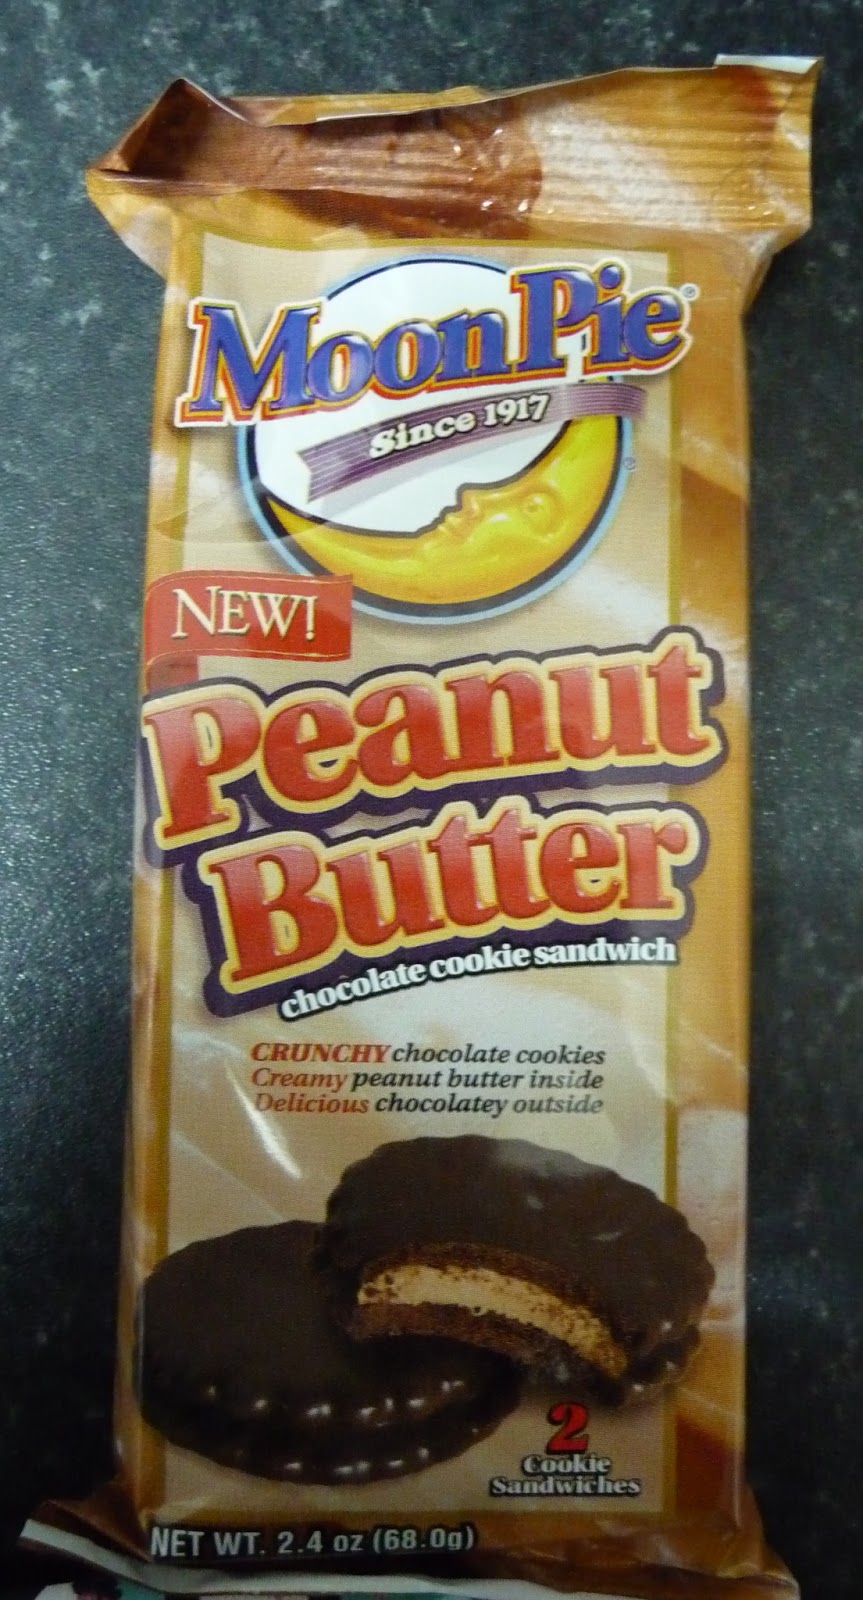 MoonPie®
Since 1917
®
NEW!
Peanut
Butter
chocolate cookie sandwich
CRUNCHY chocolate cookies
Creamy peanut butter inside
Delicious chocolatey outside
2
Cookie
Sandwiches
NET WT. 2.4 oz (68.0g)